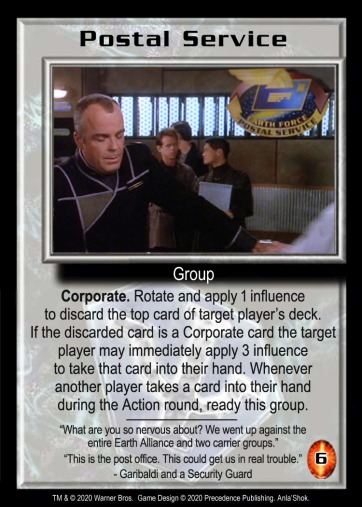 Postal Service
EARTH FORCE
POSTAL SERVICE
Group
Corporate. Rotate and apply 1 influence
to discard the top card of target player's deck.
If the discarded card is a Corporate card the target
player may immediately apply 3 influence
to take that card into their hand. Whenever
another player takes a card into their hand
during the Action round, ready this group.
“What are you so nervous about? We went up against the
entire Earth Alliance and two carrier groups.”
“This is the post office. This could get us in real trouble.”
- Garibaldi and a Security Guard
6
TM & © 2020 Warner Bros. Game Design © 2020 Precedence Publishing. Anla'Shok.